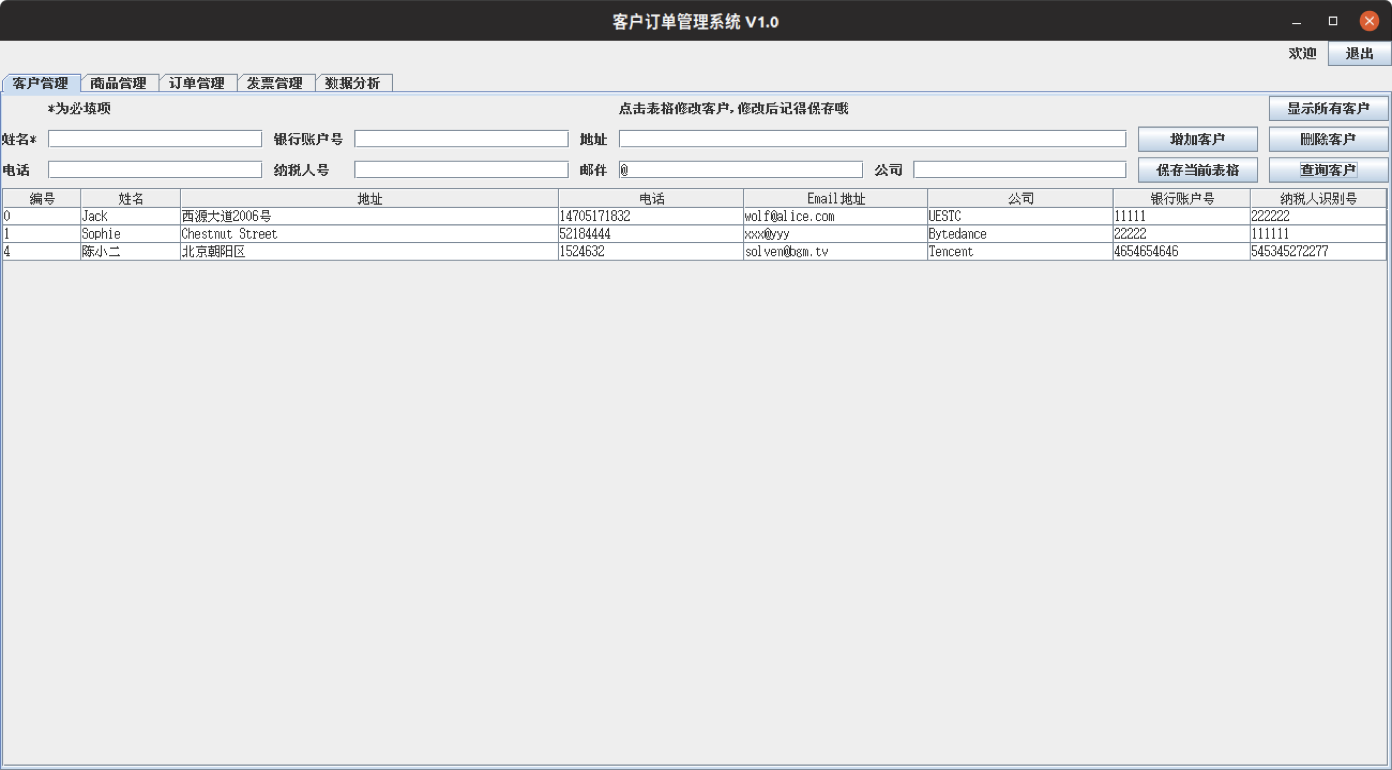 客户订单管理系统 V1.0
欢迎 退出
客户管理 商品管理 订单管理 发票管理 数据分析
*为必填项 点击表格修改客户, 修改后记得保存哦 显示所有客户
姓名* 银行账户号 地址 增加客户 删除客户
电话 纳税人号 邮件 @ 公司 保存当前表格 查询客户
编号 姓名 地址 电话 Email地址 公司 银行账户号 纳税人识别号
0 Jack 西源大道2006号 14705171832 wolf@alice.com UESTC 11111 222222
1 Sophie Chestnut Street 52184444 xxx@yyy Bytedance 22222 111111
4 陈小二 北京朝阳区 1524632 solven@bgm.tv Tencent 4654654646 545345272277